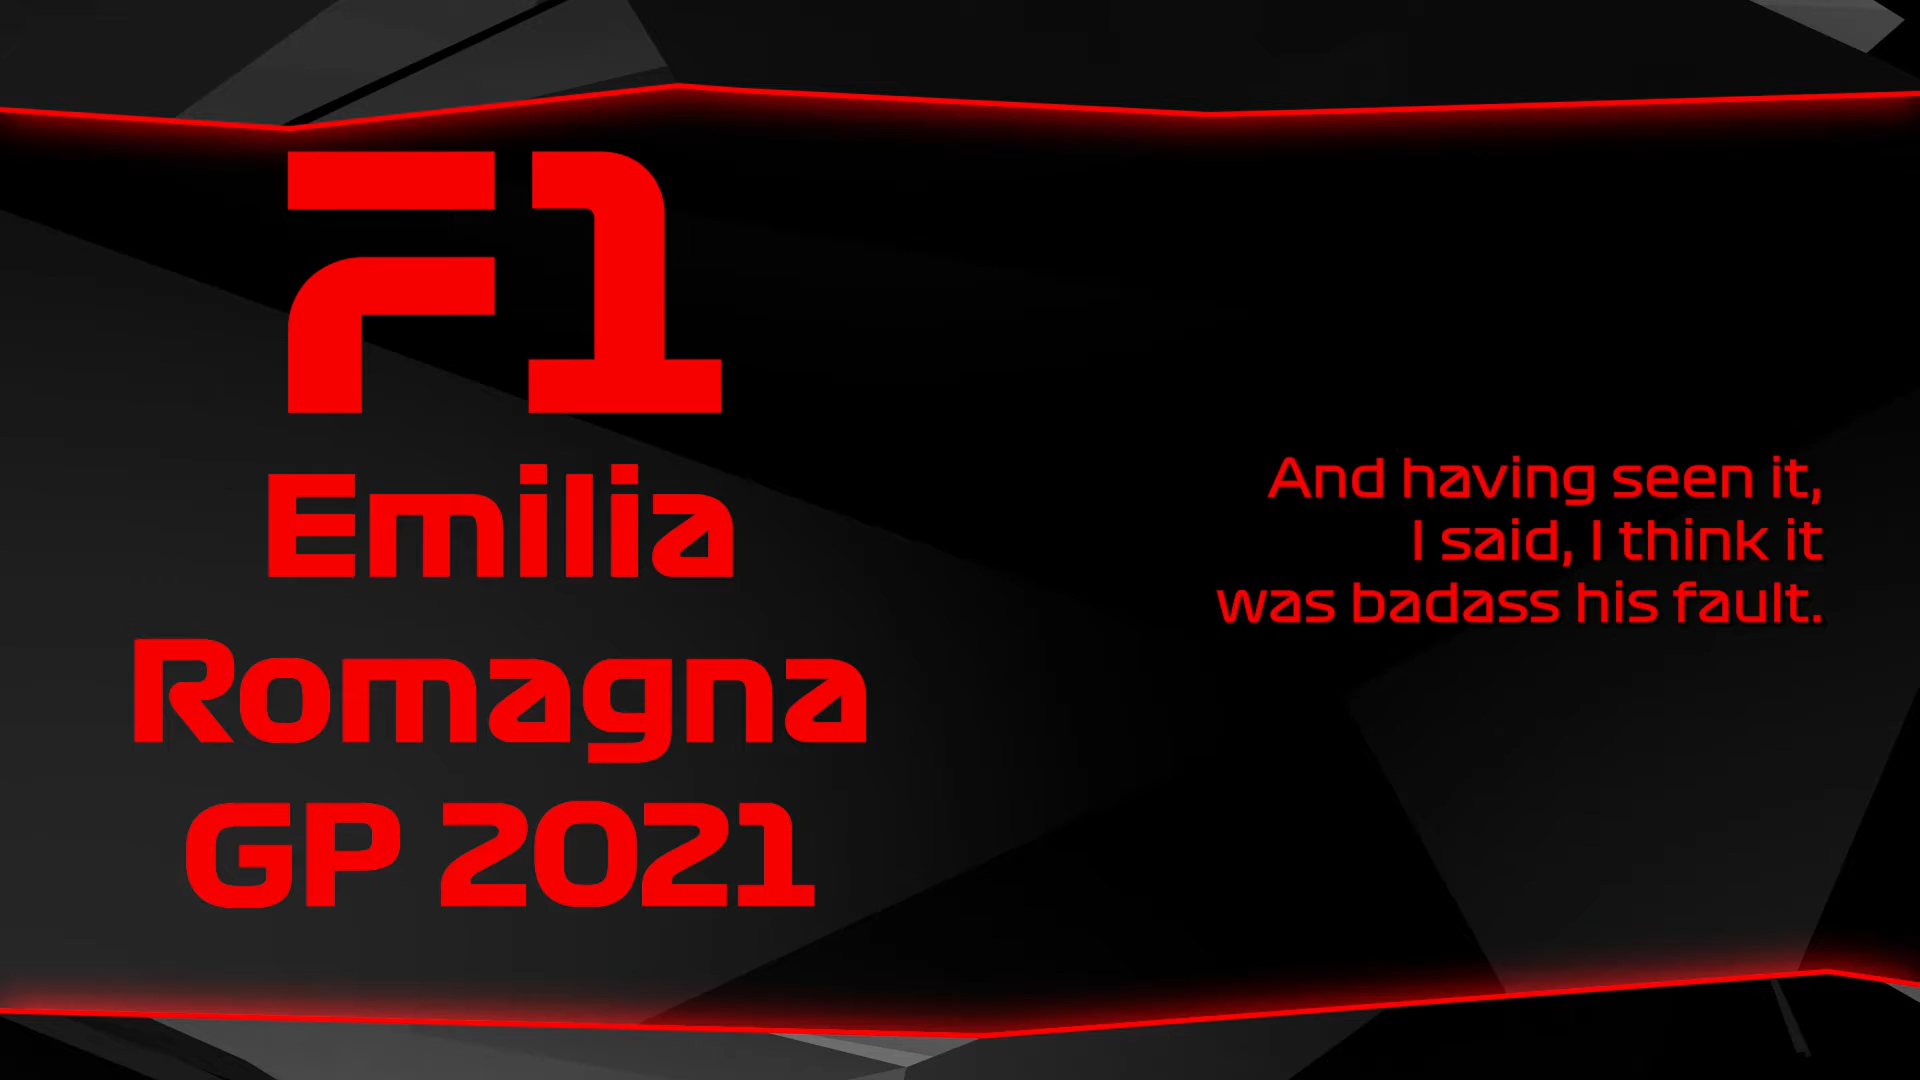 F1
Emilia
Romagna
GP 2021
And having seen it,
I said, I think it
was badass his fault.